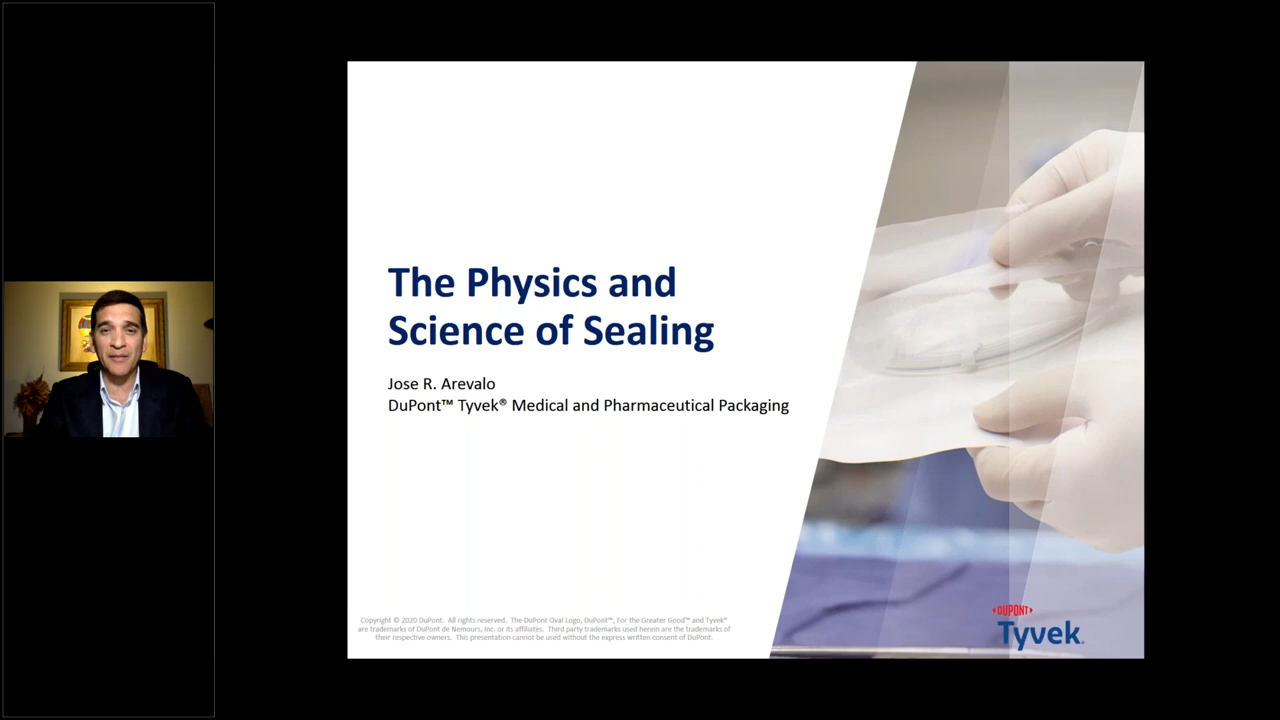 The Physics and
Science of Sealing
Jose R. Arevalo
DuPont™ Tyvek® Medical and Pharmaceutical Packaging
Copyright © 2020 DuPont. All rights reserved. The DuPont Oval Logo, DuPont™, For the Greater Good™ and Tyvek®
are trademarks of DuPont de Nemours, Inc. or its affiliates. Third party trademarks used herein are the trademarks of
their respective owners. This presentation cannot be used without the express written consent of DuPont.
DUPONT
Tyvek®